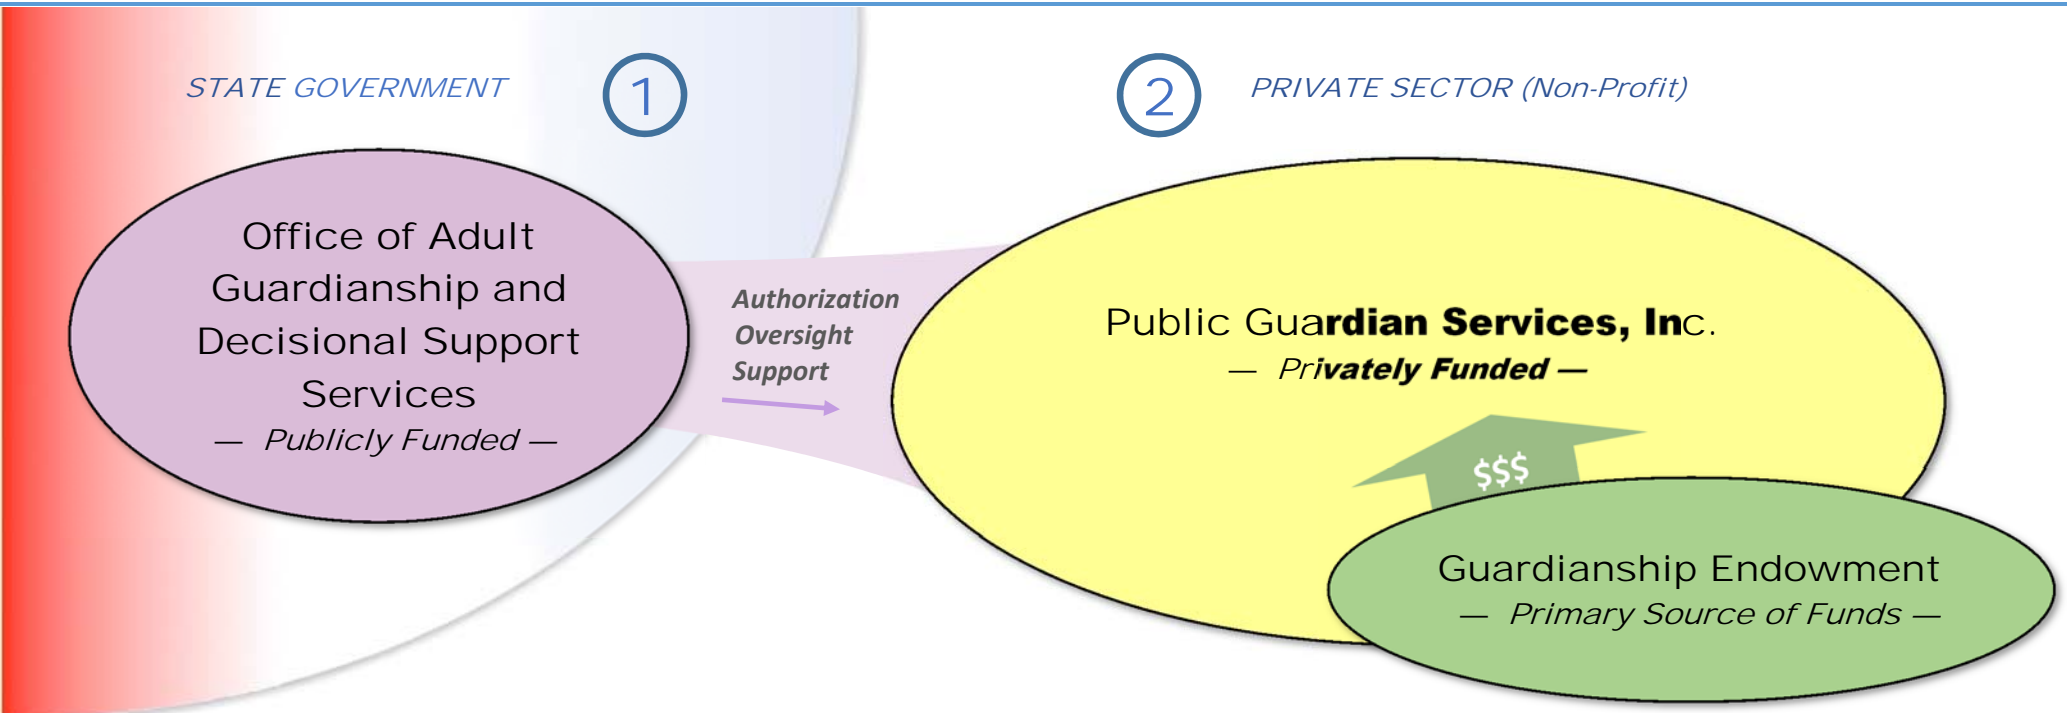 STATE GOVERNMENT
1
2
PRIVATE SECTOR (Non-Profit)
Office of Adult
Guardianship and
Decisional Support
Services
— Publicly Funded —
Authorization
Oversight
Support
Public Guardian Services, Inc.
— Privately Funded —
$$$
Guardianship Endowment
— Primary Source of Funds —